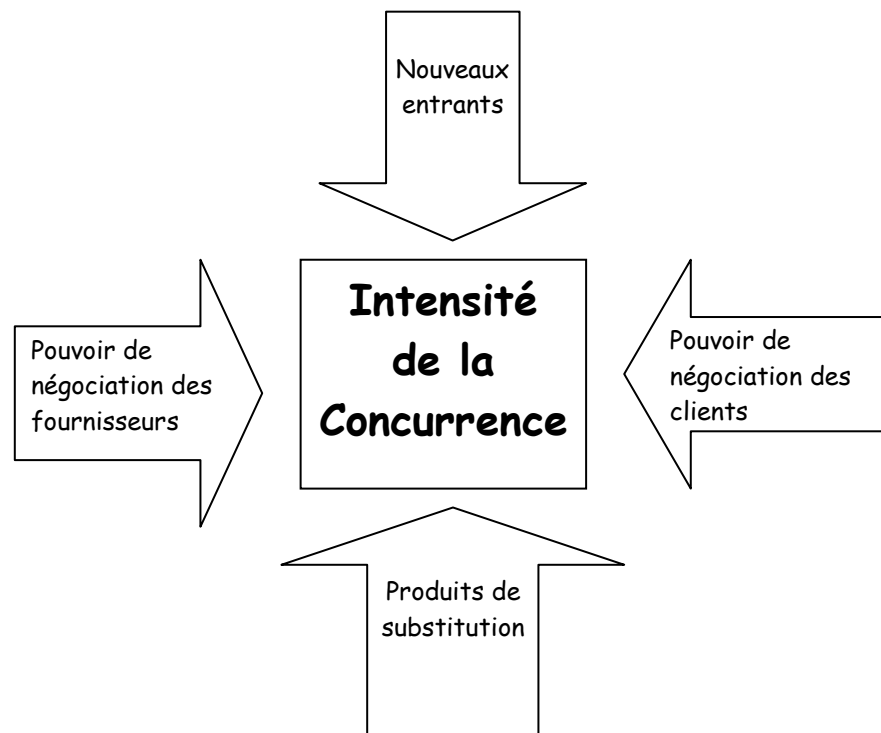 Nouveaux
entrants
Intensité
de la
Concurrence
Pouvoir de
négociation des
fournisseurs
Pouvoir de
négociation des
clients
Produits de
substitution